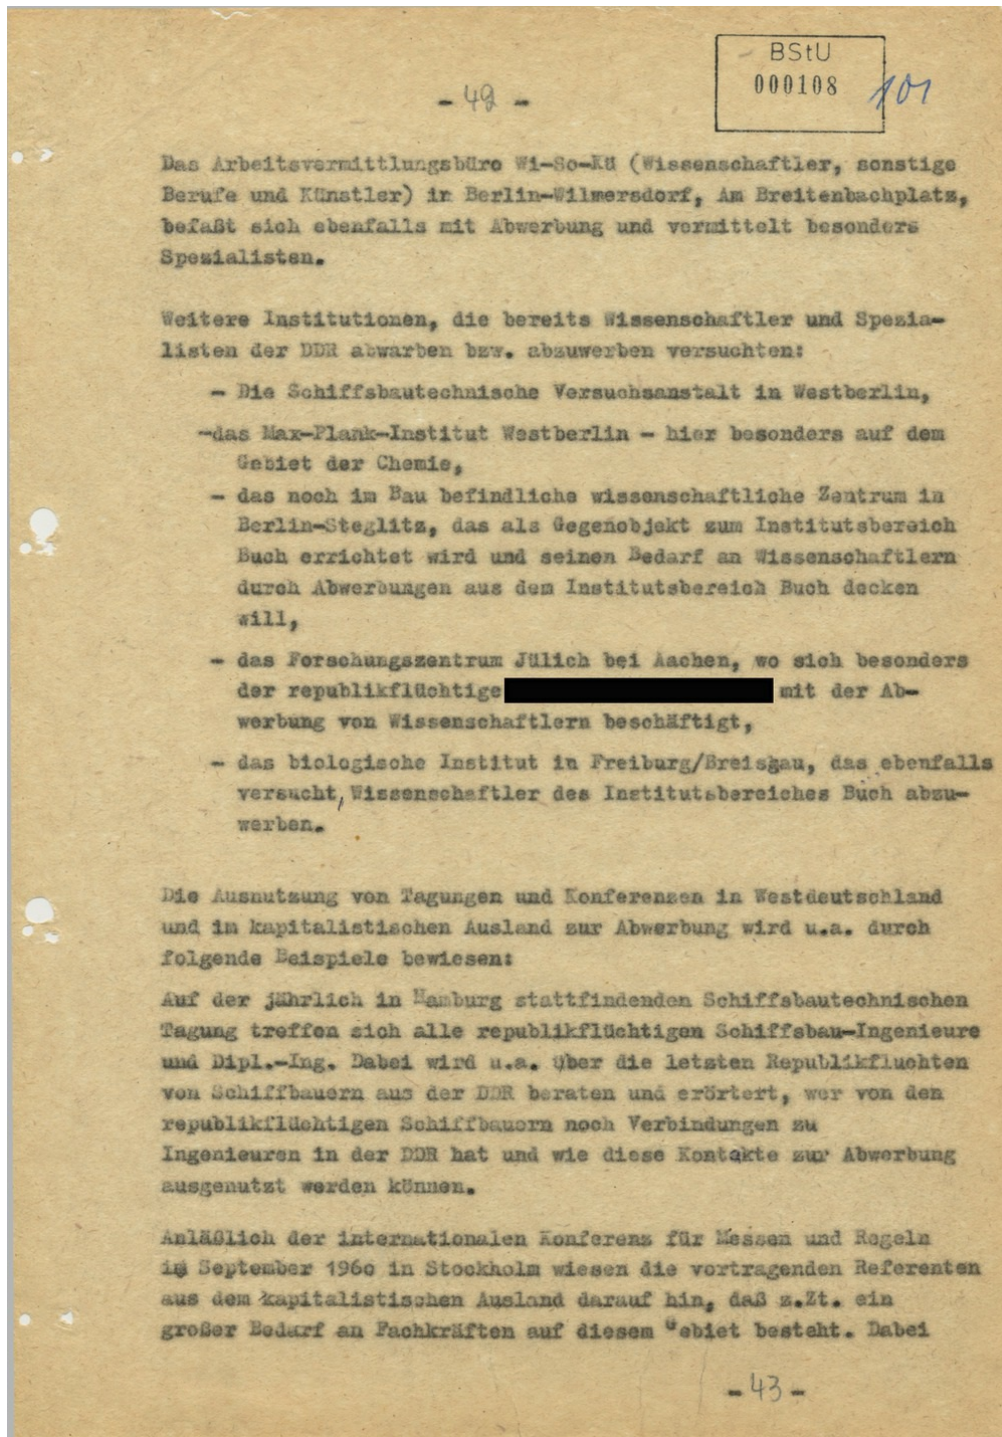 BStU
000108
101
- 42 -
Das Arbeitsvermittlungsbüro Wi-So-Kü (Wissenschaftler, sonstige
Berufe und Künstler) in Berlin-Wilmersdorf, Am Breitenbachplatz,
befaßt sich ebenfalls mit Abwerbung und vermittelt besonders
Spezialisten.
Weitere Institutionen, die bereits Wissenschaftler und Spezia-
listen der DDR abwarben bzw. abzuwerben versuchten:
- Die Schiffsbautechnische Versuchsanstalt in Westberlin,
-das Max-Plank-Institut Westberlin - hier besonders auf dem
Gebiet der Chemie,
- das noch im Bau befindliche wissenschaftliche Zentrum in
Berlin-Steglitz, das als Gegenobjekt zum Institutsbereich
Buch errichtet wird und seinen Bedarf an Wissenschaftlern
durch Abwerbungen aus dem Institutsbereich Buch decken
will,
- das Forschungszentrum Jülich bei Aachen, wo sich besonders
der republikflüchtige mit der Ab-
werbung von Wissenschaftlern beschäftigt,
- das biologische Institut in Freiburg/Breisgau, das ebenfalls
versucht, Wissenschaftler des Institutsbereiches Buch abzu-
werben.
Die Ausnutzung von Tagungen und Konferenzen in Westdeutschland
und im kapitalistischen Ausland zur Abwerbung wird u.a. durch
folgende Beispiele bewiesen:
Auf der jährlich in Hamburg stattfindenden Schiffsbautechnischen
Tagung treffen sich alle republikflüchtigen Schiffsbau-Ingenieure
und Dipl.-Ing. Dabei wird u.a. über die letzten Republikfluchten
von Schiffbauern aus der DDR beraten und erörtert, wer von den
republikflüchtigen Schiffbauern noch Verbindungen zu
Ingenieuren in der DDR hat und wie diese Kontakte zur Abwerbung
ausgenutzt werden können.
Anläßlich der internationalen Konferenz für Messen und Regeln
im September 1960 in Stockholm wiesen die vortragenden Referenten
aus dem kapitalistischen Ausland darauf hin, daß z.Zt. ein
großer Bedarf an Fachkräften auf diesem Gebiet besteht. Dabei
- 43 -